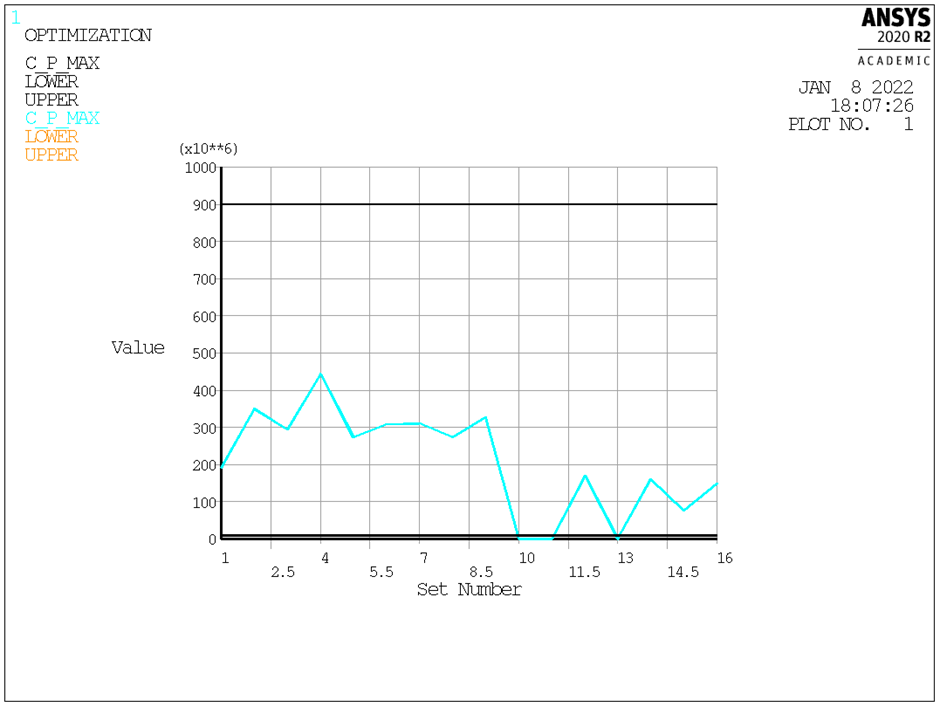 1
OPTIMIZATION
C_P_MAX
LOWER
UPPER
C_P_MAX
LOWER
UPPER
ANSYS
2020 R2
ACADEMIC
JAN 8 2022
18:07:26
PLOT NO. 1
(x10**6)
1000
900
800
700
600
500
400
300
200
100
0
Value
1 4 7 10 13 16
2.5 5.5 8.5 11.5 14.5
Set Number